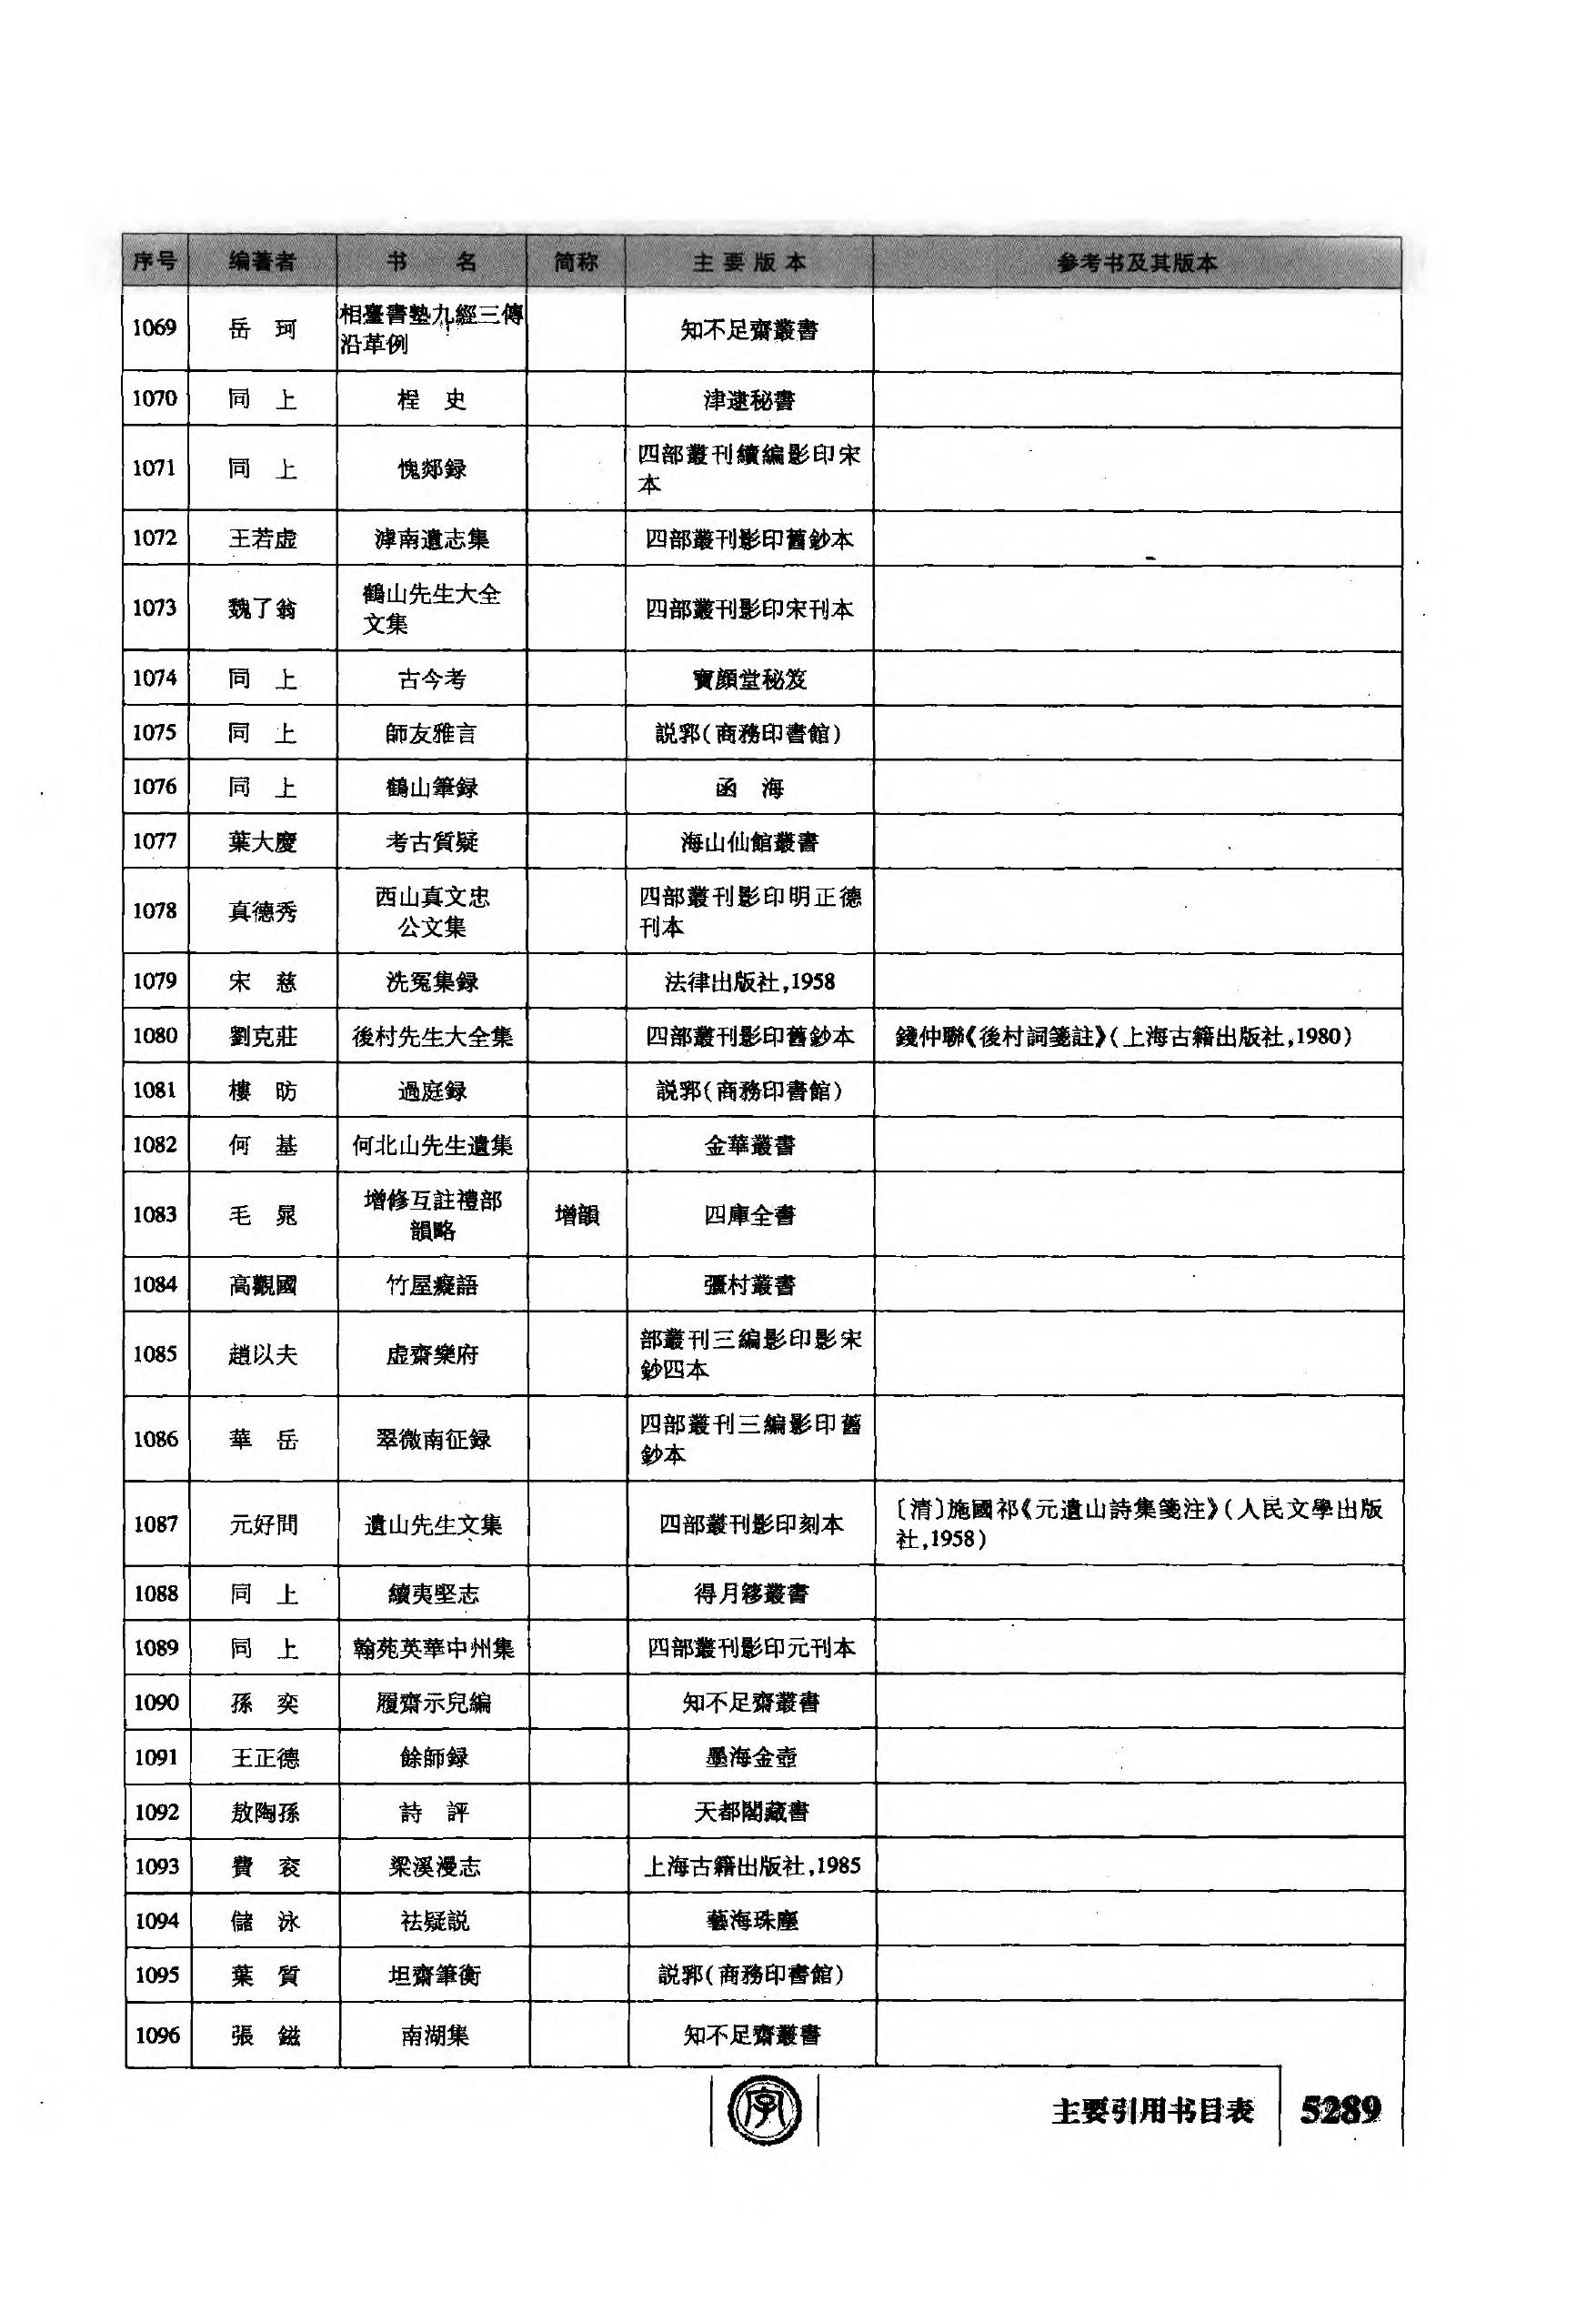 序号 编著者 书 名 简称 主要版本 参考书及其版本
1069 岳 珂 相臺書塾九經三傳 知不足齋叢書
沿革例
1070 同 上 桯 史 津逮秘書
1071 同 上 愧郯録 四部叢刊續編影印宋
本
1072 王若虚 滹南遺志集 四部叢刊影印舊鈔本
1073 魏了翁 鶴山先生大全 四部叢刊影印宋刊本
文集
1074 同 上 古今考 寶顔堂秘笈
1075 同 上 師友雅言 説郛(商務印書館)
1076 同 上 鶴山筆録 函 海
1077 葉大慶 考古質疑 海山仙館叢書
1078 真德秀 西山真文忠 四部叢刊影印明正德
公文集 刊本
1079 宋 慈 洗冤集録 法律出版社,1958
1080 劉克莊 後村先生大全集 四部叢刊影印舊鈔本 錢仲聯《後村詞箋註》(上海古籍出版社,1980)
1081 樓 昉 過庭録 説郛(商務印書館)
1082 何 基 何北山先生遺集 金華叢書
1083 毛 晃 增修互註禮部 增韻 四庫全書
韻略
1084 高觀國 竹屋癡語 彊村叢書
1085 趙以夫 虚齋樂府 部叢刊三編影印影宋
鈔四本
1086 華 岳 翠微南征録 四部叢刊三編影印舊
鈔本
1087 元好問 遺山先生文集 四部叢刊影印刻本 〔清〕施國祁《元遺山詩集箋注》(人民文學出版
社,1958)
1088 同 上 續夷堅志 得月簃叢書
1089 同 上 翰苑英華中州集 四部叢刊影印元刊本
1090 孫 奕 履齋示兒編 知不足齋叢書
1091 王正德 餘師録 墨海金壺
1092 敖陶孫 詩 評 天都閣藏書
1093 費 衮 梁溪漫志 上海古籍出版社,1985
1094 儲 泳 祛疑説 藝海珠塵
1095 葉 質 坦齋筆衡 説郛(商務印書館)
1096 張 鎡 南湖集 知不足齋叢書
字 主要引用书目表 5289